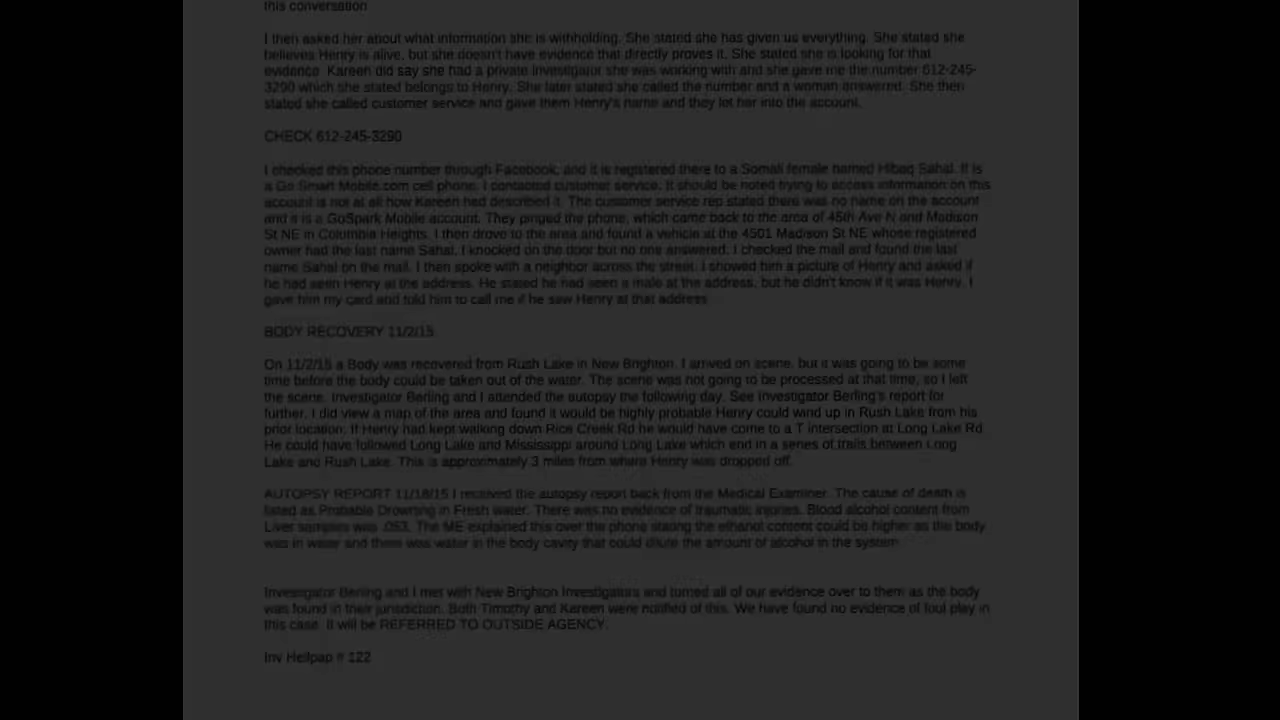 this conversation
I then asked her about what information she is withholding. She stated she has given us everything. She stated she
believes Henry is alive, but she doesn't have evidence that directly proves it. She stated she is looking for that
evidence. Kareen did say she had a private investigator she was working with and she gave me the number 612-245-
3290 which she stated belongs to Henry. She later stated she called the number and a woman answered. She then
stated she called customer service and gave them Henry's name and they let her into the account.
CHECK 612-245-3290
I checked this phone number through Facebook, and it is registered there to a Somali female named Hibaq Sahal. It is
a Go Smart Mobile.com cell phone. I contacted customer service. It should be noted trying to access information on this
account is not at all how Kareen had described it. The customer service rep stated there was no name on the account
and it is a GoSpark Mobile account. They pinged the phone, which came back to the area of 45th Ave N and Madison
St NE in Columbia Heights. I then drove to the area and found a vehicle at the 4501 Madison St NE whose registered
owner had the last name Sahal. I knocked on the door but no one answered. I checked the mail and found the last
name Sahal on the mail. I then spoke with a neighbor across the street. I showed him a picture of Henry and asked if
he had seen Henry at the address. He stated he had seen a male at the address, but he didn't know if it was Henry. I
gave him my card and told him to call me if he saw Henry at that address.
BODY RECOVERY 11/2/15
On 11/2/15 a Body was recovered from Rush Lake in New Brighton. I arrived on scene, but it was going to be some
time before the body could be taken out of the water. The scene was not going to be processed at that time, so I left
the scene. Investigator Berling and I attended the autopsy the following day. See Investigator Berling's report for
further. I did view a map of the area and found it would be highly probable Henry could wind up in Rush Lake from his
prior location. If Henry had kept walking down Rice Creek Rd he would have come to a T intersection at Long Lake Rd.
He could have followed Long Lake and Mississippi around Long Lake which end in a series of trails between Long
Lake and Rush Lake. This is approximately 3 miles from where Henry was dropped off.
AUTOPSY REPORT 11/18/15 I received the autopsy report back from the Medical Examiner. The cause of death is
listed as Probable Drowning in Fresh water. There was no evidence of traumatic injuries. Blood alcohol content from
Liver samples was .053. The ME explained this over the phone stating the ethanol content could be higher as the body
was in water and there was water in the body cavity that could dilute the amount of alcohol in the system.
Investigator Berling and I met with New Brighton Investigators and turned all of our evidence over to them as the body
was found in their jurisdiction. Both Timothy and Kareen were notified of this. We have found no evidence of foul play in
this case. It will be REFERRED TO OUTSIDE AGENCY.
Inv Heilpap # 122